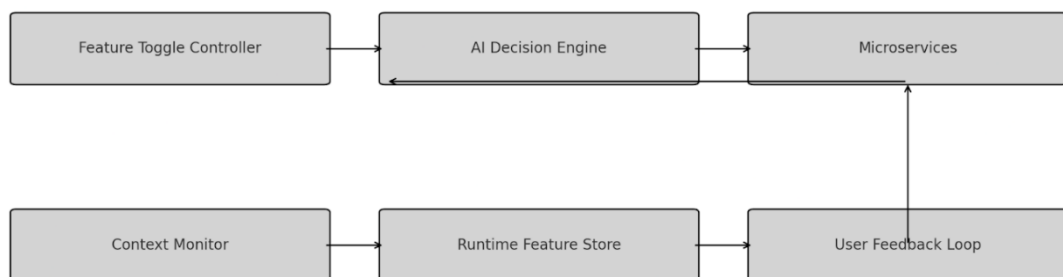 Feature Toggle Controller
AI Decision Engine
Microservices
Context Monitor
Runtime Feature Store
User Feedback Loop